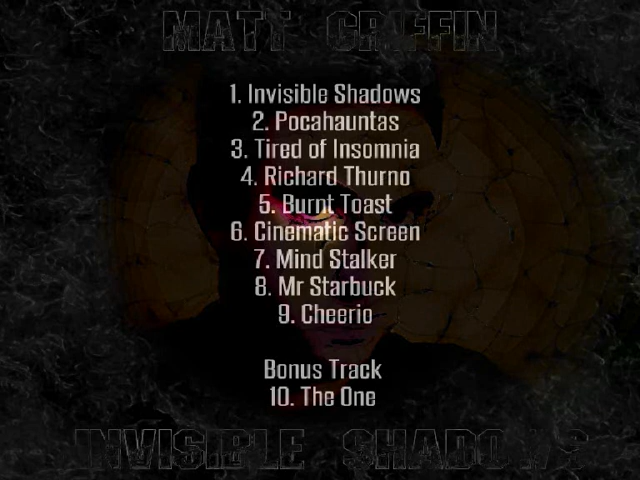 MATT GRIFFIN
1. Invisible Shadows
2. Pocahauntas
3. Tired of Insomnia
4. Richard Thurno
5. Burnt Toast
6. Cinematic Screen
7. Mind Stalker
8. Mr Starbuck
9. Cheerio
Bonus Track
10. The One
INVISIBLE SHADOWS